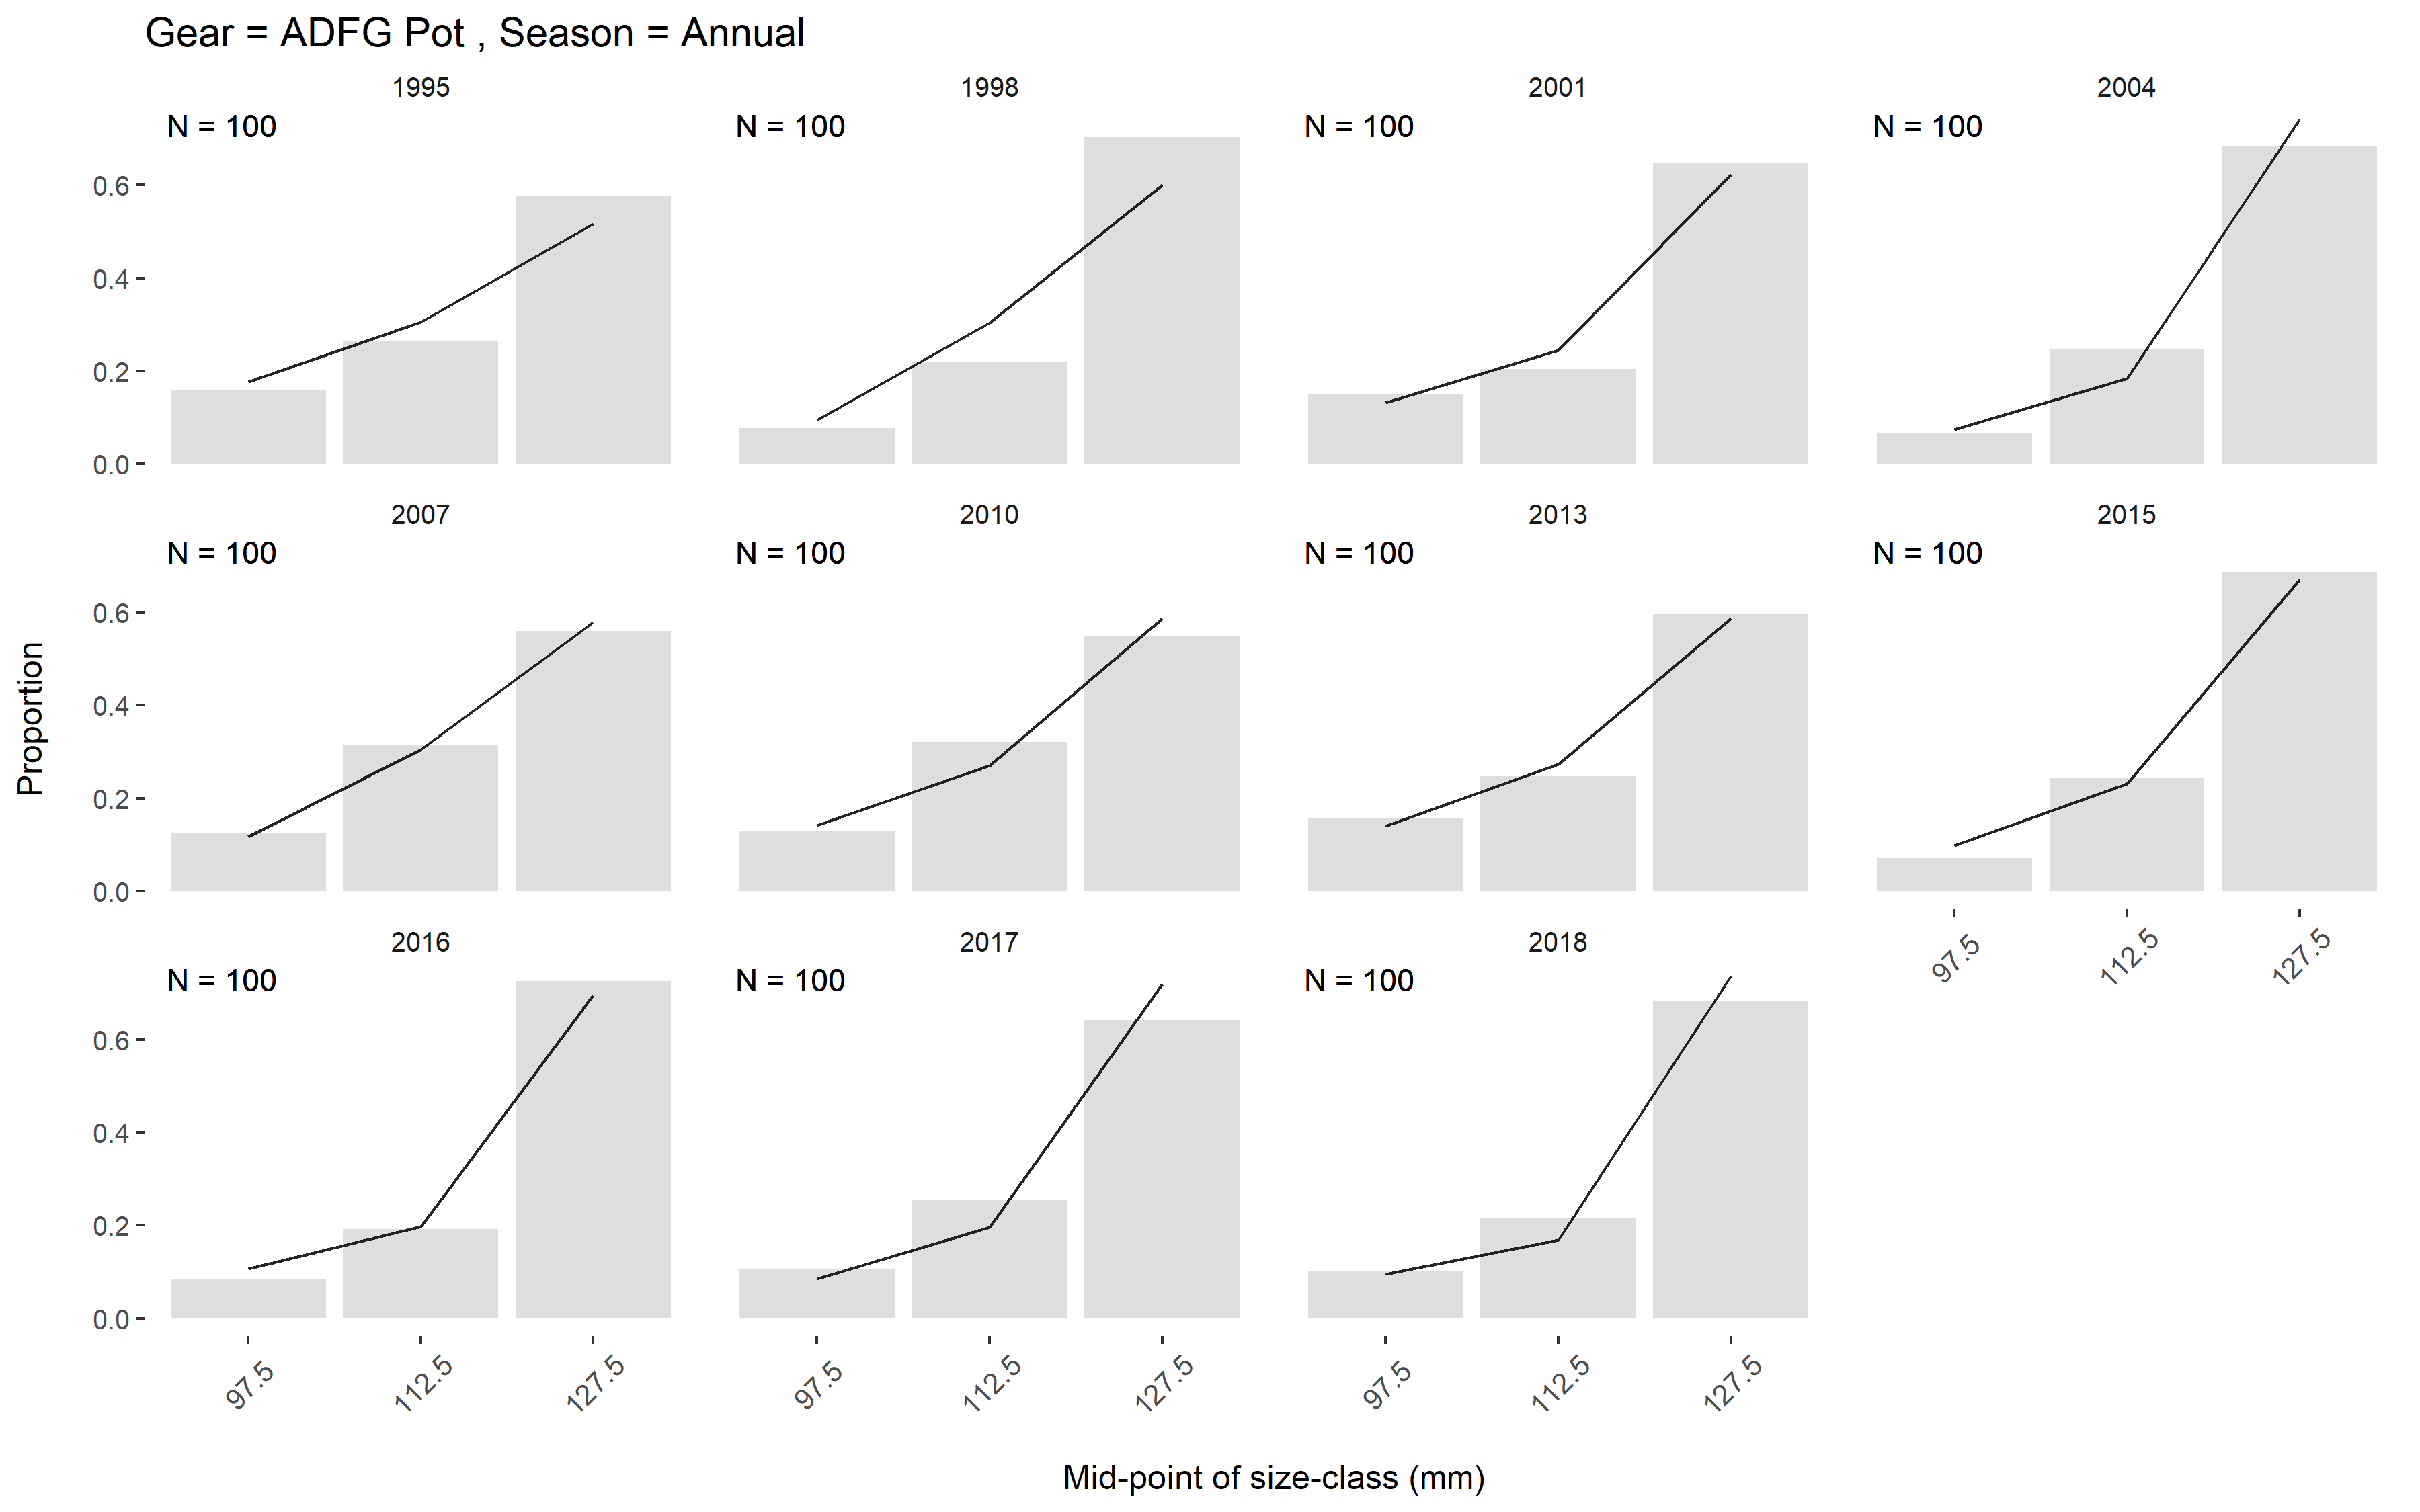 Gear = ADFG Pot , Season = Annual
1995 1998 2001 2004
N = 100 N = 100 N = 100 N = 100
0.6
0.4
0.2
0.0
2007 2010 2013 2015
N = 100 N = 100 N = 100 N = 100
0.6
0.4
0.2
0.0
97.5 112.5 127.5
Proportion
2016 2017 2018
N = 100 N = 100 N = 100
0.6
0.4
0.2
0.0
97.5 112.5 127.5 97.5 112.5 127.5 97.5 112.5 127.5
Mid-point of size-class (mm)